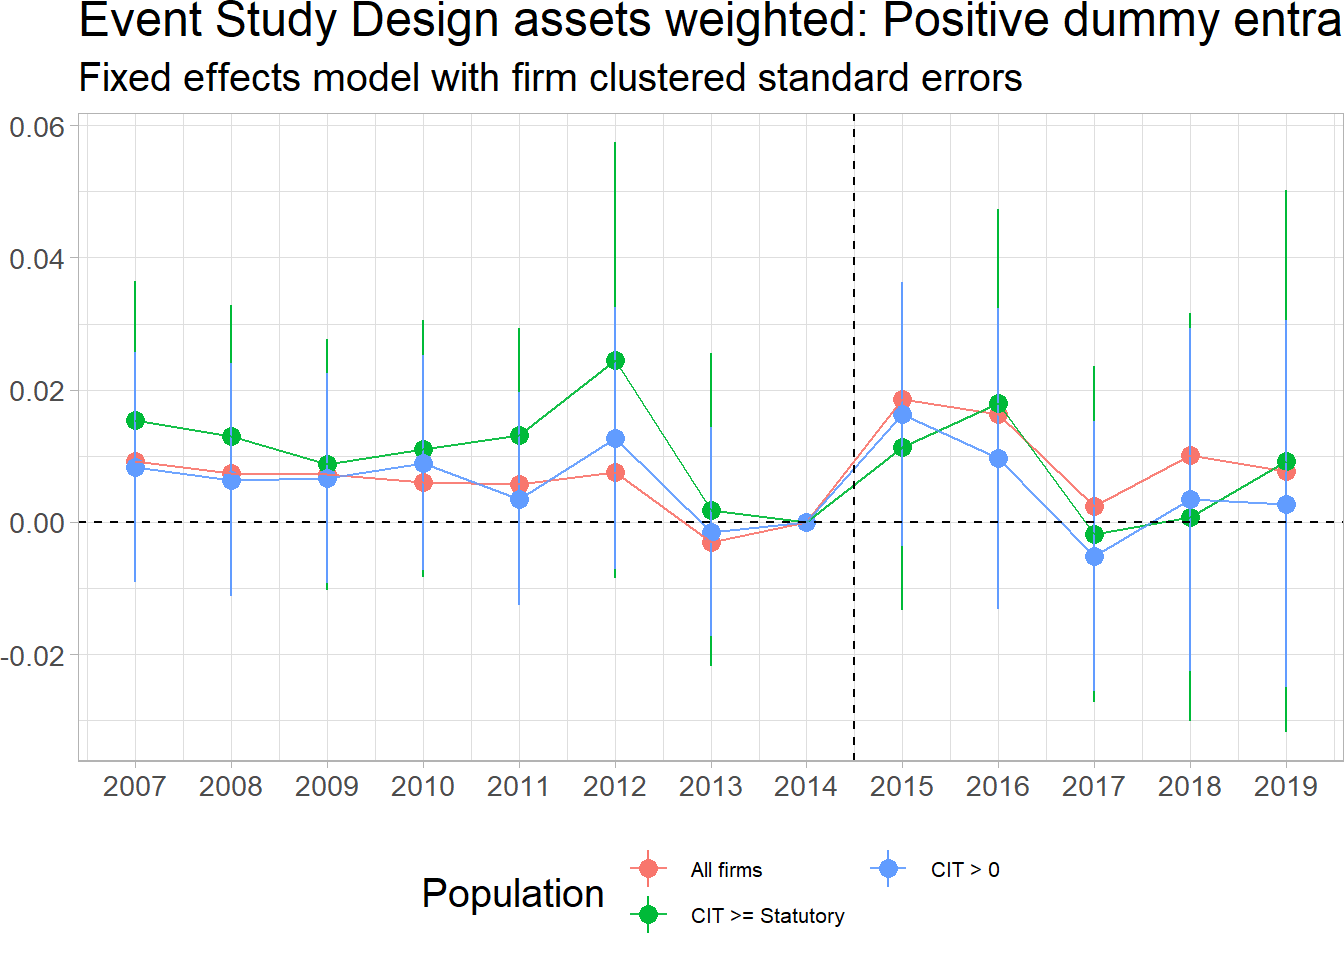 Event Study Design assets weighted: Positive dummy entra
Fixed effects model with firm clustered standard errors
0.06
0.04
0.02
0.00
-0.02
2007 2008 2009 2010 2011 2012 2013 2014 2015 2016 2017 2018 2019
Population
All firms
CIT >= Statutory
CIT > 0